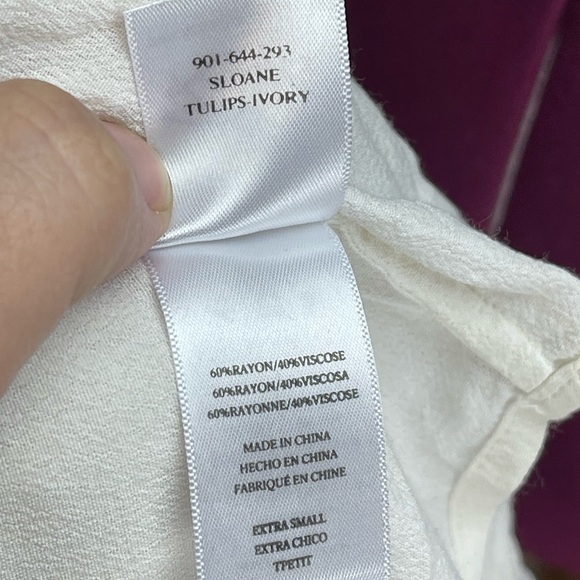 901-644-293
SLOANE
TULIPS-IVORY
60%RAYON/40%VISCOSE
60%RAYON/40%VISCOSA
60%RAYONNE/40%VISCOSE
MADE IN CHINA
HECHO EN CHINA
FABRIQUÉ EN CHINE
EXTRA SMALL
EXTRA CHICO
TPETIT